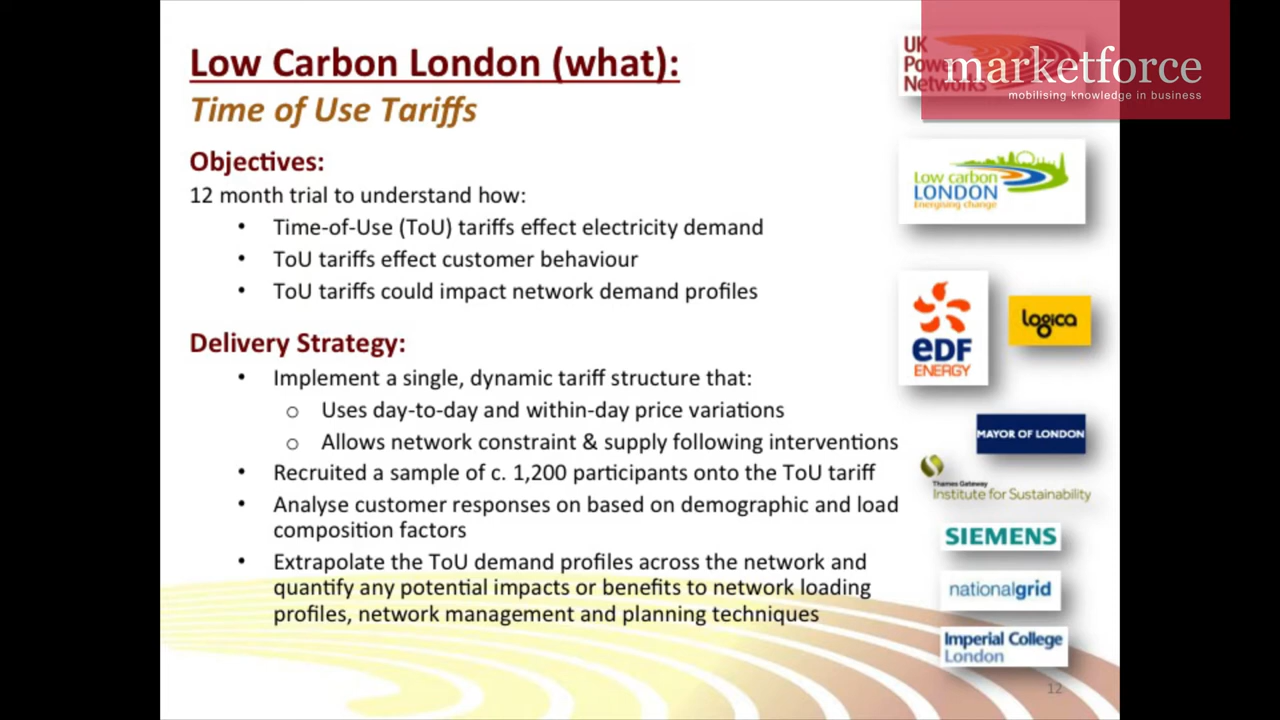 Low Carbon London (what):
Time of Use Tariffs
Objectives:
12 month trial to understand how:
• Time-of-Use (ToU) tariffs effect electricity demand
• ToU tariffs effect customer behaviour
• ToU tariffs could impact network demand profiles
Delivery Strategy:
• Implement a single, dynamic tariff structure that:
o Uses day-to-day and within-day price variations
o Allows network constraint & supply following interventions
• Recruited a sample of c. 1,200 participants onto the ToU tariff
• Analyse customer responses on based on demographic and load
composition factors
• Extrapolate the ToU demand profiles across the network and
quantify any potential impacts or benefits to network loading
profiles, network management and planning techniques
UK
Power
Networks
marketforce
mobilising knowledge in business
Low carbon
LONDON
Energising change
eDF
ENERGY
logica
MAYOR OF LONDON
Thames Gateway
Institute for Sustainability
SIEMENS
nationalgrid
Imperial College
London
12